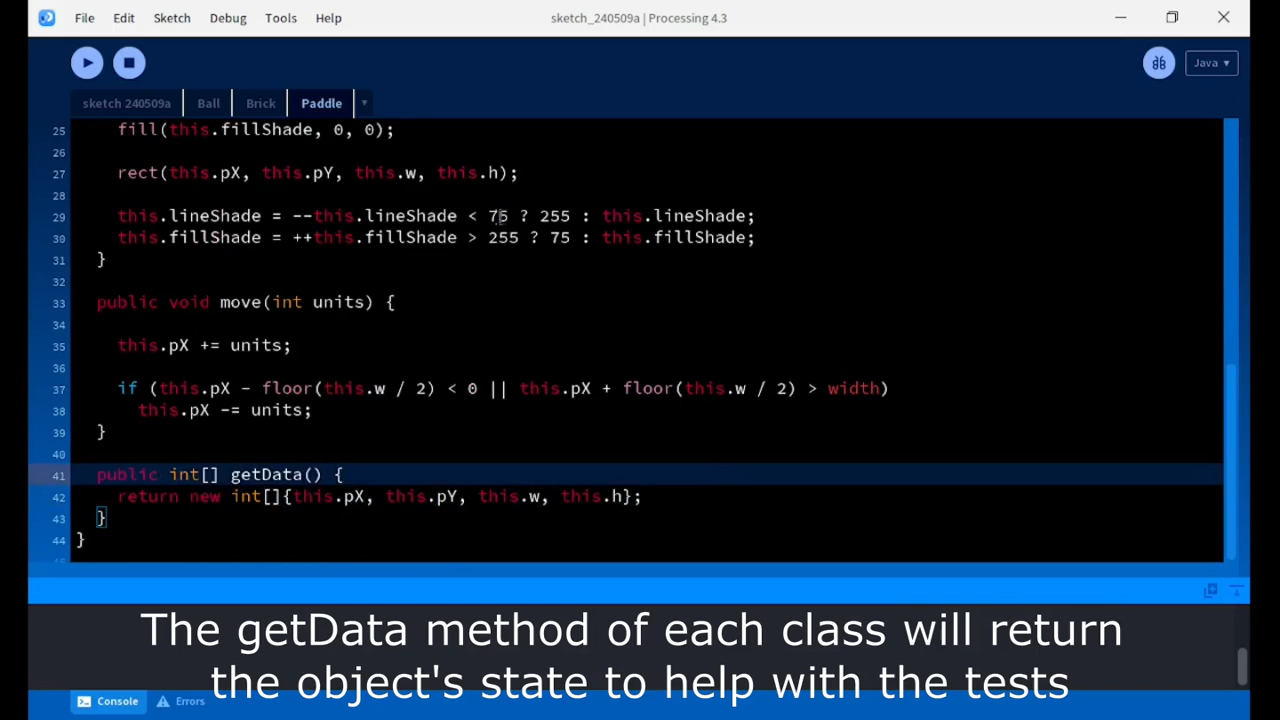 File Edit Sketch Debug Tools Help sketch_240509a | Processing 4.3
Java ▾
sketch 240509a Ball Brick Paddle ▾
25 fill(this.fillShade, 0, 0);
26
27 rect(this.pX, this.pY, this.w, this.h);
28
29 this.lineShade = --this.lineShade < 75 ? 255 : this.lineShade;
30 this.fillShade = ++this.fillShade > 255 ? 75 : this.fillShade;
31 }
32
33 public void move(int units) {
34
35 this.pX += units;
36
37 if (this.pX - floor(this.w / 2) < 0 || this.pX + floor(this.w / 2) > width)
38 this.pX -= units;
39 }
40
41 public int[] getData() {
42 return new int[]{this.pX, this.pY, this.w, this.h};
43 }
44 }
45
The getData method of each class will return
the object's state to help with the tests
Console Errors